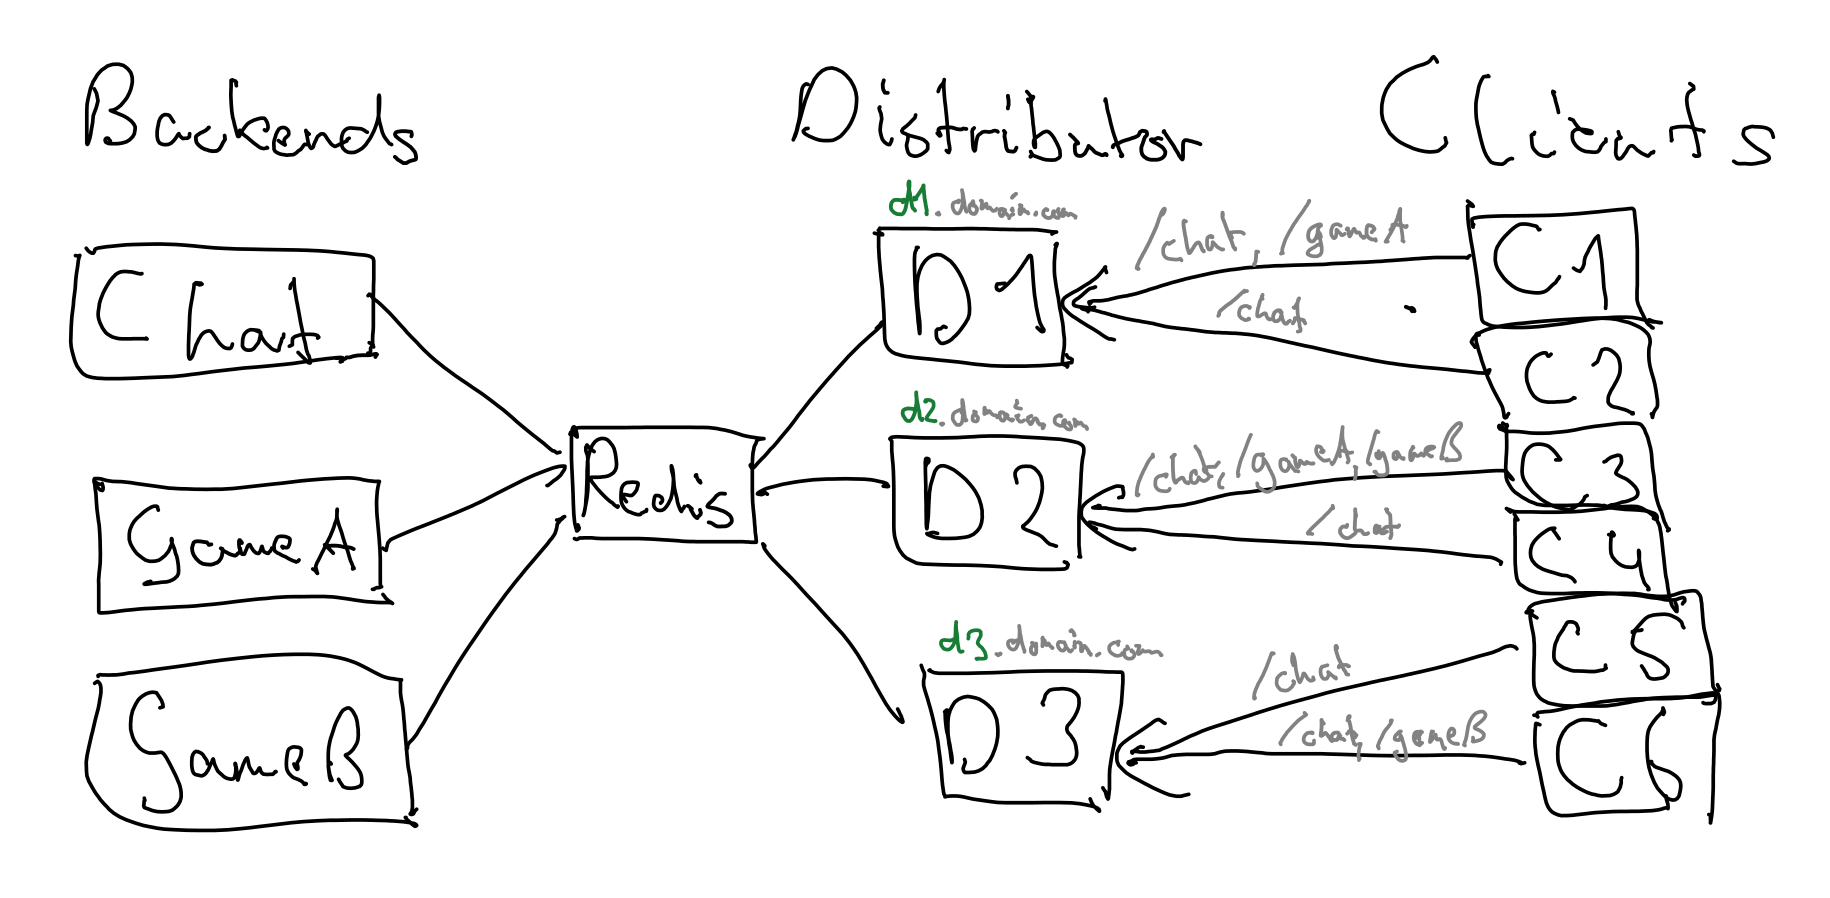 Backends
Distributor
Clients
d1.domain.com
/chat, /gameA
C1
Chat
D1
/chat
C2
d2.domain.com
/chat, /gameA, /gameB
C3
Redis
D2
/chat
C4
GameA
d3.domain.com
/chat
C5
GameB
D3
/chat, /gameB
C6